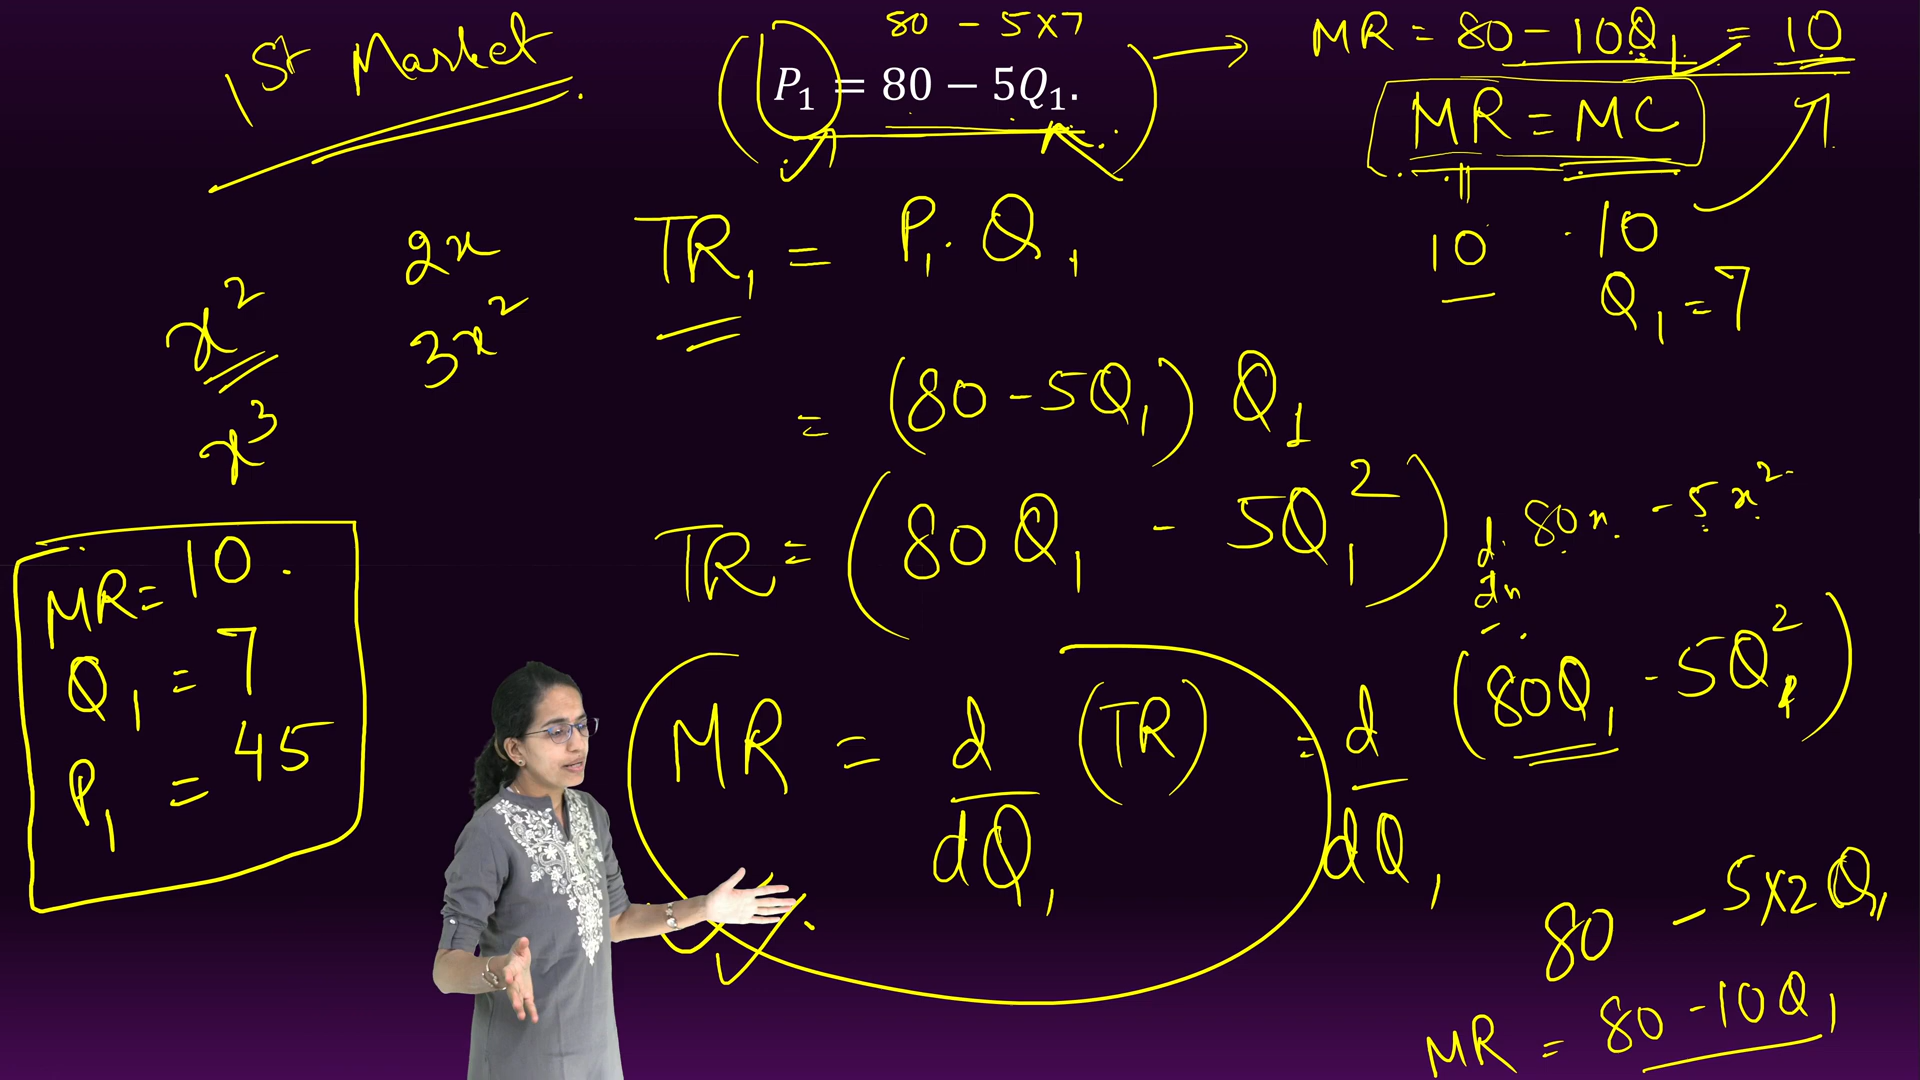 1st Market
80 - 5×7
P₁ = 80 − 5Q₁.
MR = 80 - 10Q₁ = 10
MR = MC
10 10
Q₁ = 7
TR₁ = P₁. Q₁
2x
x² 3x²
x³
= (80 - 5Q₁) Q₁
TR = (80Q₁ - 5Q₁²)
d/dx 80x - 5x²
MR = 10.
Q₁ = 7
P₁ = 45
MR = d/dQ₁ (TR) = d/dQ₁ (80Q₁ - 5Q₁²)
80 - 5×2Q₁
MR = 80 - 10Q₁